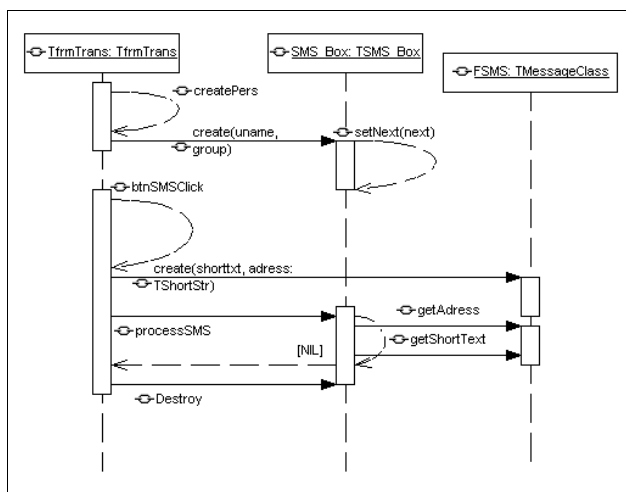 TfrmTrans: TfrmTrans
SMS_Box: TSMS_Box
FSMS: TMessageClass
createPers
create(uname,
group)
setNext(next)
btnSMSClick
create(shorttxt, adress:
TShortStr)
getAdress
processSMS
getShortText
[NIL]
Destroy